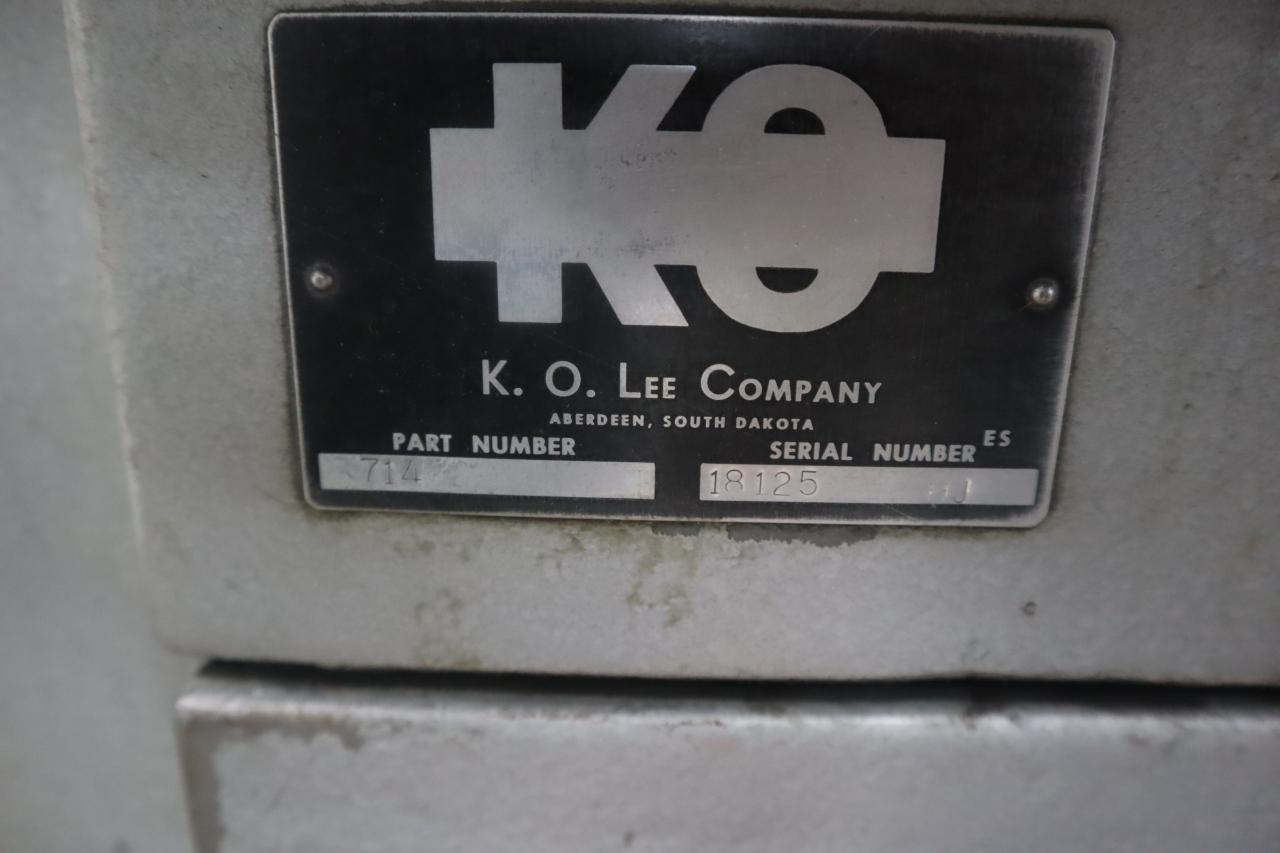 KO
K. O. LEE COMPANY
ABERDEEN, SOUTH DAKOTA
PART NUMBER SERIAL NUMBER ES
714 18125 J